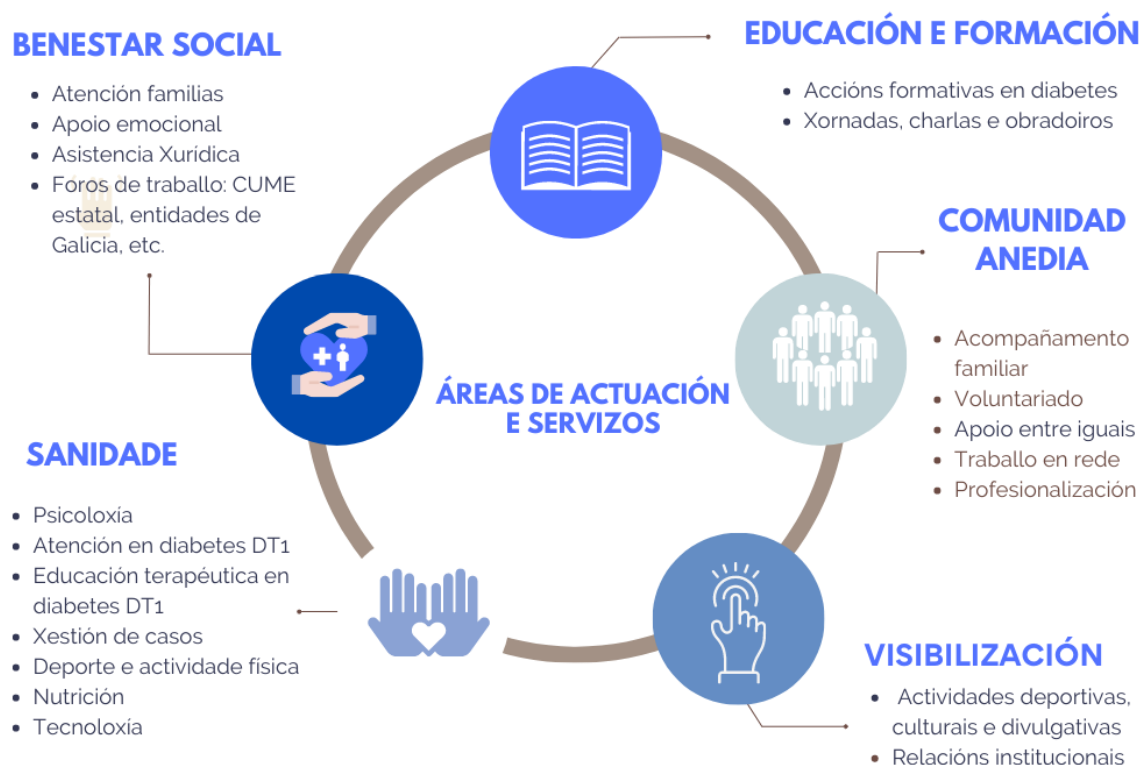 BENESTAR SOCIAL
• Atención familias
• Apoio emocional
• Asistencia Xurídica
• Foros de traballo: CUME
estatal, entidades de
Galicia, etc.
EDUCACIÓN E FORMACIÓN
• Accións formativas en diabetes
• Xornadas, charlas e obradoiros
COMUNIDAD
ANEDIA
• Acompañamento
familiar
• Voluntariado
• Apoio entre iguais
• Traballo en rede
• Profesionalización
ÁREAS DE ACTUACIÓN
E SERVIZOS
SANIDADE
• Psicoloxía
• Atención en diabetes DT1
• Educación terapéutica en
diabetes DT1
• Xestión de casos
• Deporte e actividade física
• Nutrición
• Tecnoloxía
VISIBILIZACIÓN
• Actividades deportivas,
culturais e divulgativas
• Relacións institucionais